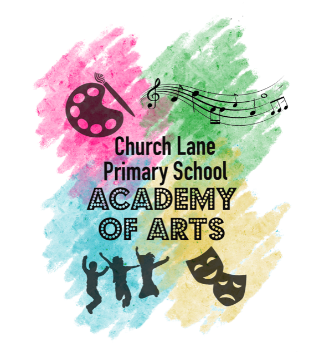 Church Lane
Primary School
ACADEMY
OF ARTS